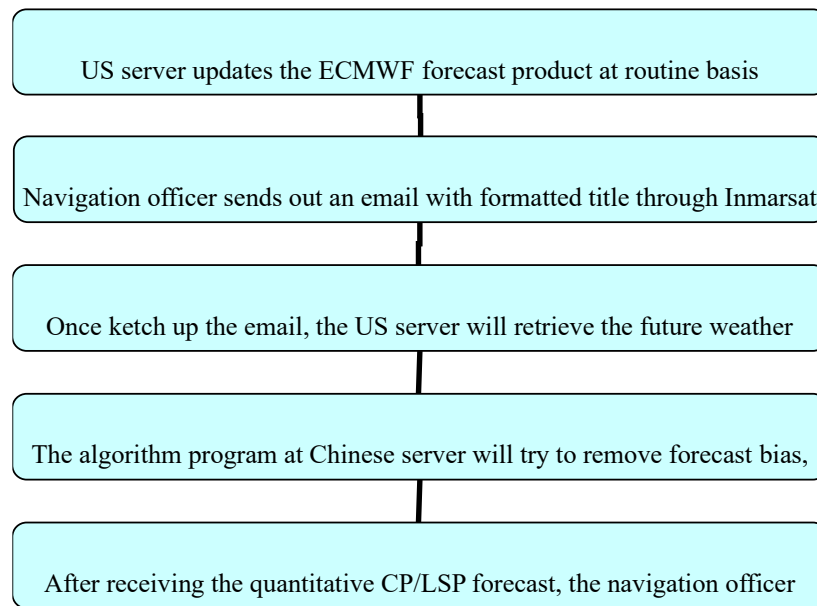 US server updates the ECMWF forecast product at routine basis
Navigation officer sends out an email with formatted title through Inmarsat
Once ketch up the email, the US server will retrieve the future weather
The algorithm program at Chinese server will try to remove forecast bias,
After receiving the quantitative CP/LSP forecast, the navigation officer